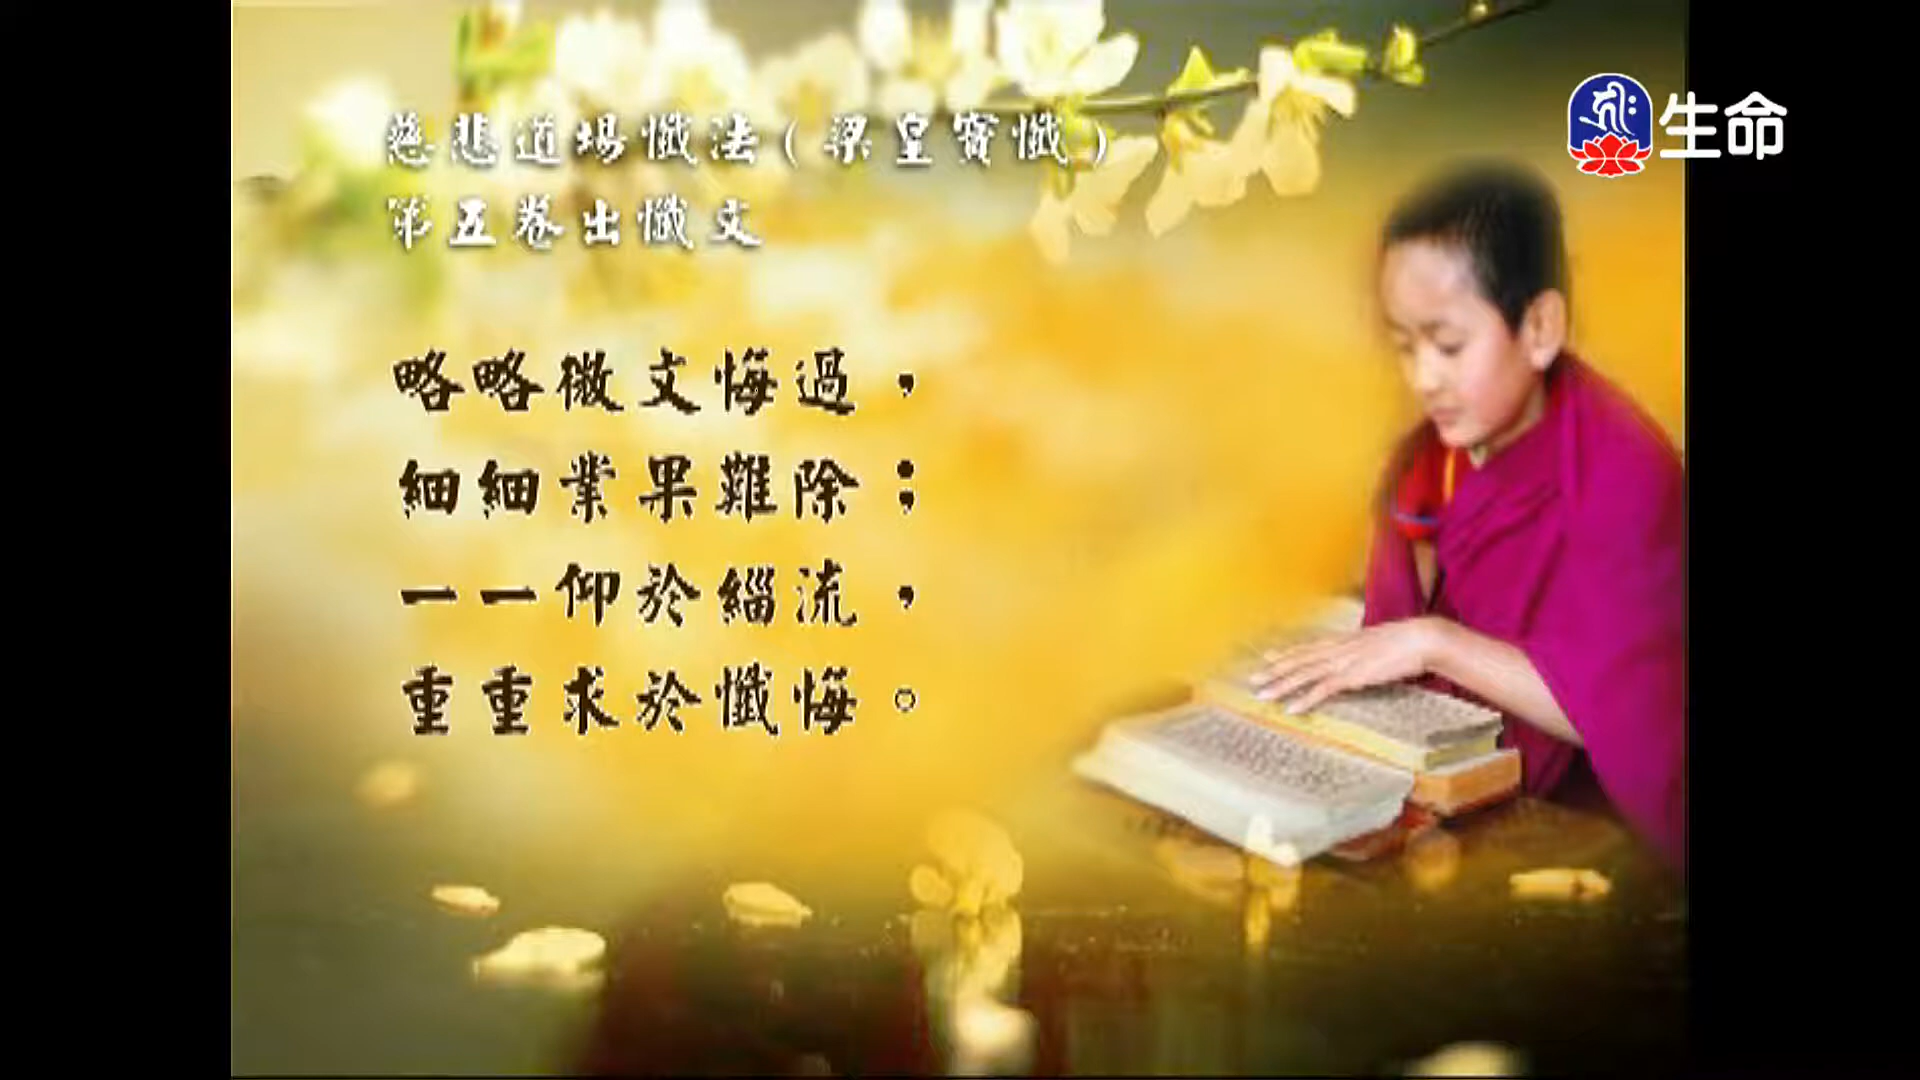 慈悲道場懺法(梁皇寶懺)
第五卷出懺文
生命
略略微文悔過，
細細業果難除；
一一仰於緇流，
重重求於懺悔。